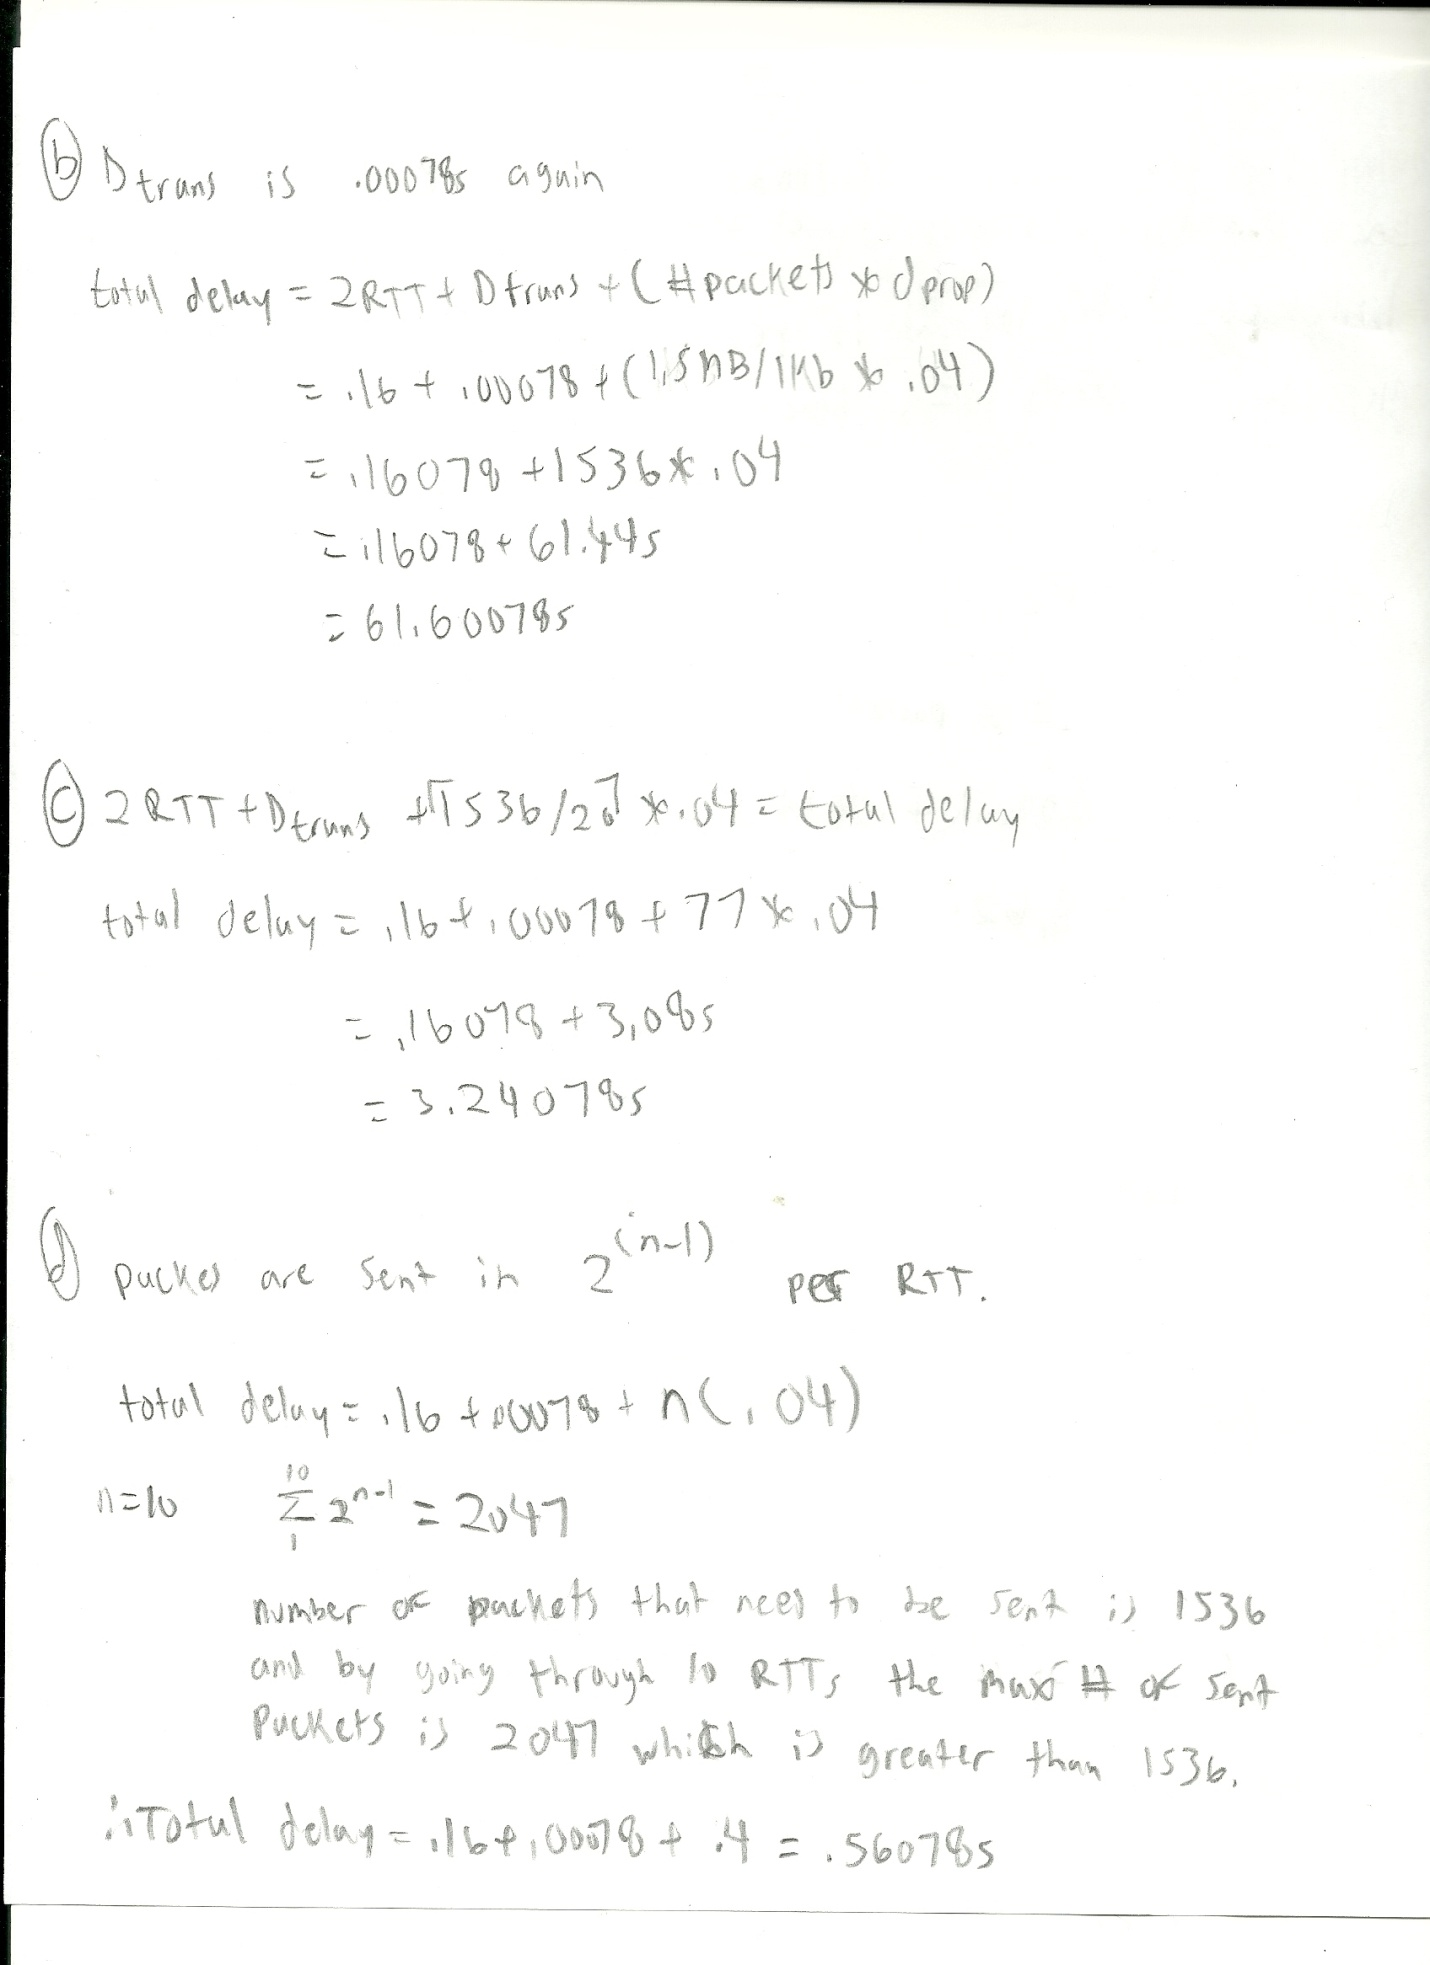 (b) Dtrans is .00078s again
total delay = 2RTT + Dtrans + (#packets * dprop)
= .16 + .00078 + (1.5MB/1Kb * .04)
= .16078 + 1536 * .04
= .16078 + 61.44s
= 61.60078s
(c) 2RTT + Dtrans + ⌈1536/20⌉ * .04 = total delay
total delay = .16 + .00078 + 77 * .04
= .16078 + 3.08s
= 3.24078s
(d) packes are sent in 2^(n-1) per RTT.
total delay = .16 + .00078 + n(.04)
n=10 10Σ1 2^n-1 = 2047
number of packets that need to be sent is 1536
and by going through 10 RTTs the max # of sent
Packets is 2047 which is greater than 1536.
∴ Total delay = .16 + .00078 + .4 = .56078s